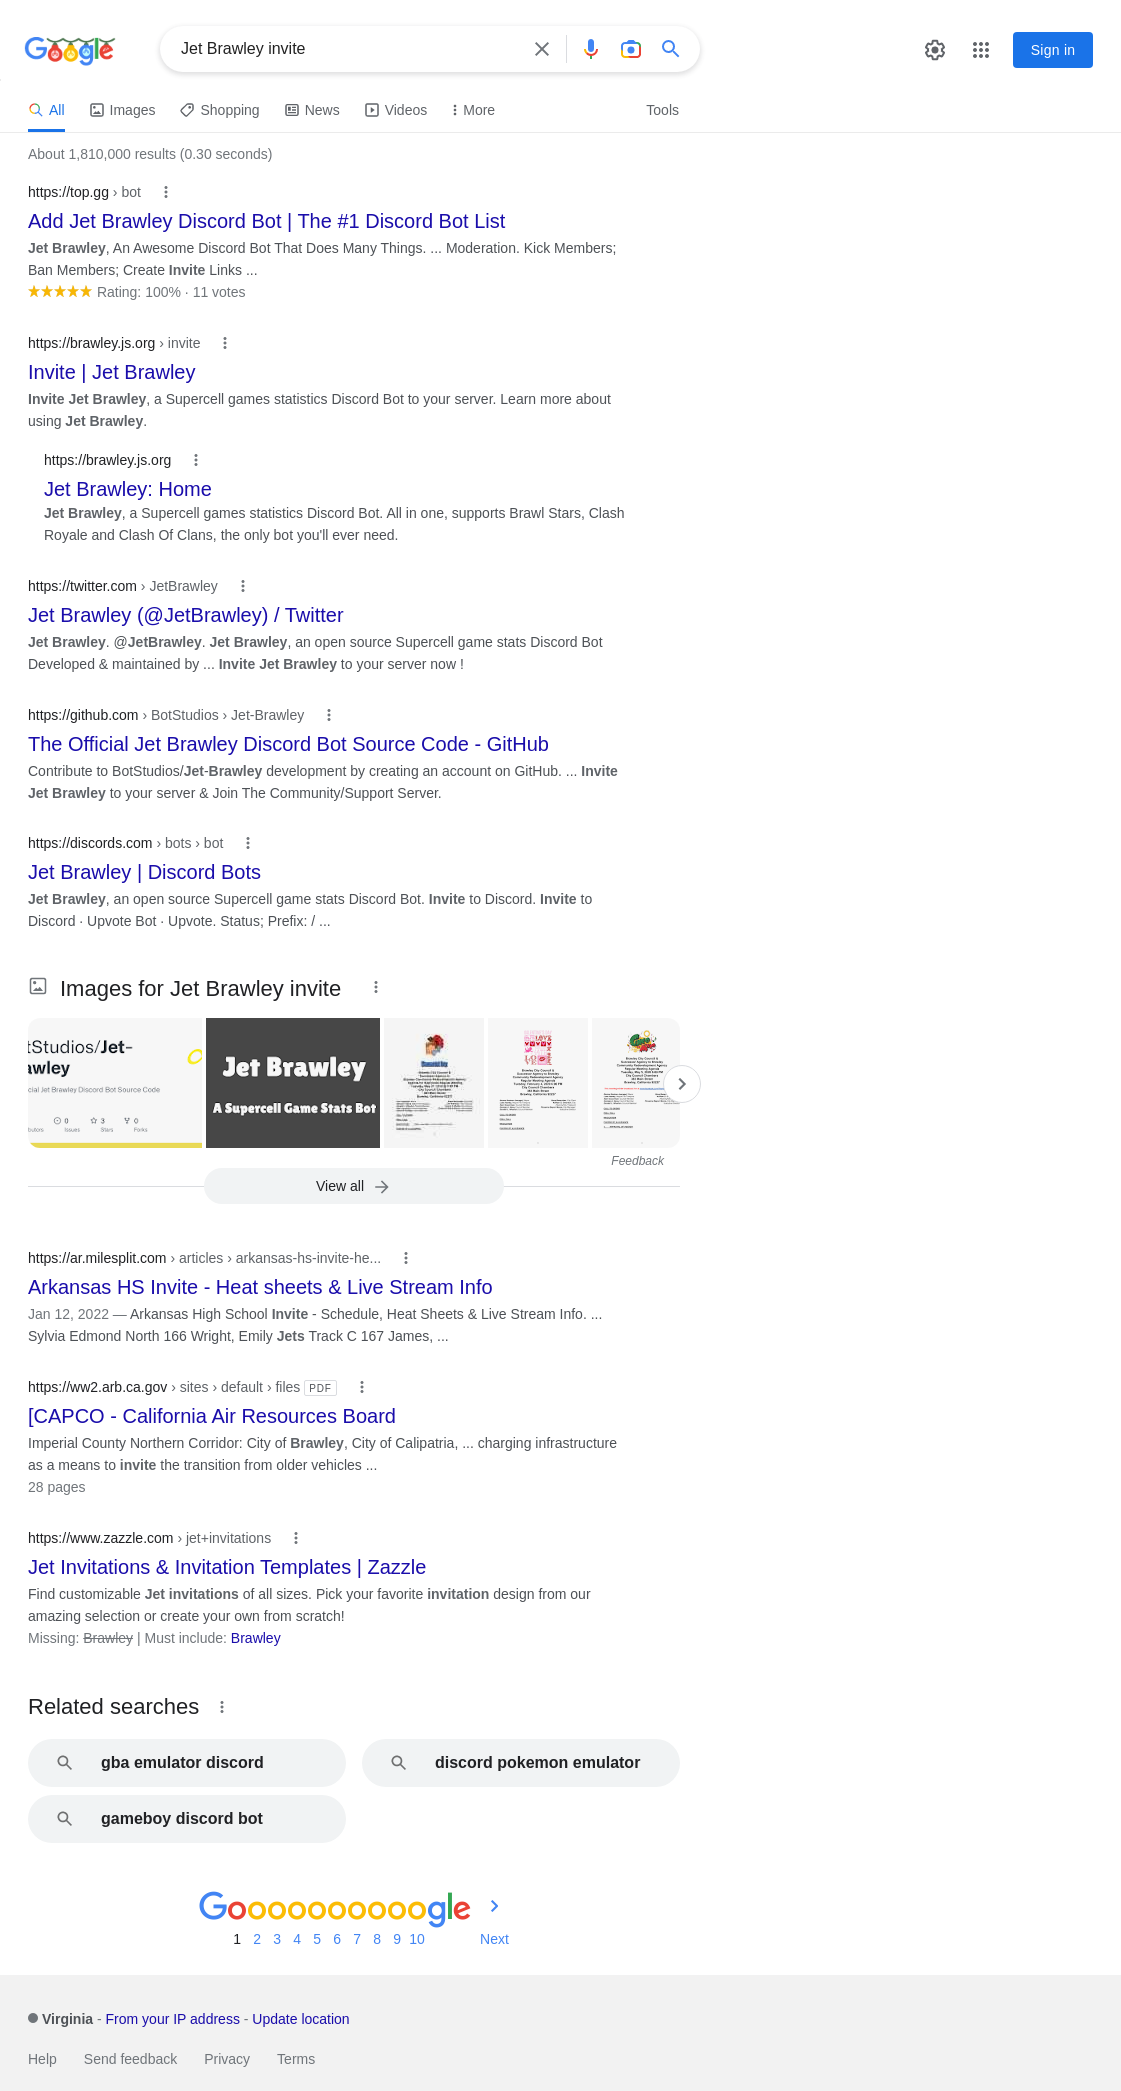 Google
Jet Brawley invite
Sign in
All
Images
Shopping
News
Videos
More
Tools
About 1,810,000 results (0.30 seconds)
https://top.gg › bot
Add Jet Brawley Discord Bot | The #1 Discord Bot List
Jet Brawley, An Awesome Discord Bot That Does Many Things. ... Moderation. Kick Members;
Ban Members; Create Invite Links ...
Rating: 100% · 11 votes
https://brawley.js.org › invite
Invite | Jet Brawley
Invite Jet Brawley, a Supercell games statistics Discord Bot to your server. Learn more about
using Jet Brawley.
https://brawley.js.org
Jet Brawley: Home
Jet Brawley, a Supercell games statistics Discord Bot. All in one, supports Brawl Stars, Clash
Royale and Clash Of Clans, the only bot you'll ever need.
https://twitter.com › JetBrawley
Jet Brawley (@JetBrawley) / Twitter
Jet Brawley. @JetBrawley. Jet Brawley, an open source Supercell game stats Discord Bot
Developed & maintained by ... Invite Jet Brawley to your server now !
https://github.com › BotStudios › Jet-Brawley
The Official Jet Brawley Discord Bot Source Code - GitHub
Contribute to BotStudios/Jet-Brawley development by creating an account on GitHub. ... Invite
Jet Brawley to your server & Join The Community/Support Server.
https://discords.com › bots › bot
Jet Brawley | Discord Bots
Jet Brawley, an open source Supercell game stats Discord Bot. Invite to Discord. Invite to
Discord · Upvote Bot · Upvote. Status; Prefix: / ...
Images for Jet Brawley invite
tStudios/Jet-
awley
cial Jet Brawley Discord Bot Source Code
0
3
0
Issues
Stars
Forks
Jet Brawley
A Supercell Game Stats Bot
Feedback
View all
https://ar.milesplit.com › articles › arkansas-hs-invite-he...
Arkansas HS Invite - Heat sheets & Live Stream Info
Jan 12, 2022 — Arkansas High School Invite - Schedule, Heat Sheets & Live Stream Info. ...
Sylvia Edmond North 166 Wright, Emily Jets Track C 167 James, ...
https://ww2.arb.ca.gov › sites › default › files PDF
[CAPCO - California Air Resources Board
Imperial County Northern Corridor: City of Brawley, City of Calipatria, ... charging infrastructure
as a means to invite the transition from older vehicles ...
28 pages
https://www.zazzle.com › jet+invitations
Jet Invitations & Invitation Templates | Zazzle
Find customizable Jet invitations of all sizes. Pick your favorite invitation design from our
amazing selection or create your own from scratch!
Missing: Brawley | Must include: Brawley
Related searches
gba emulator discord
discord pokemon emulator
gameboy discord bot
Goooooooooogle
1 2 3 4 5 6 7 8 9 10 Next
Virginia - From your IP address - Update location
Help Send feedback Privacy Terms